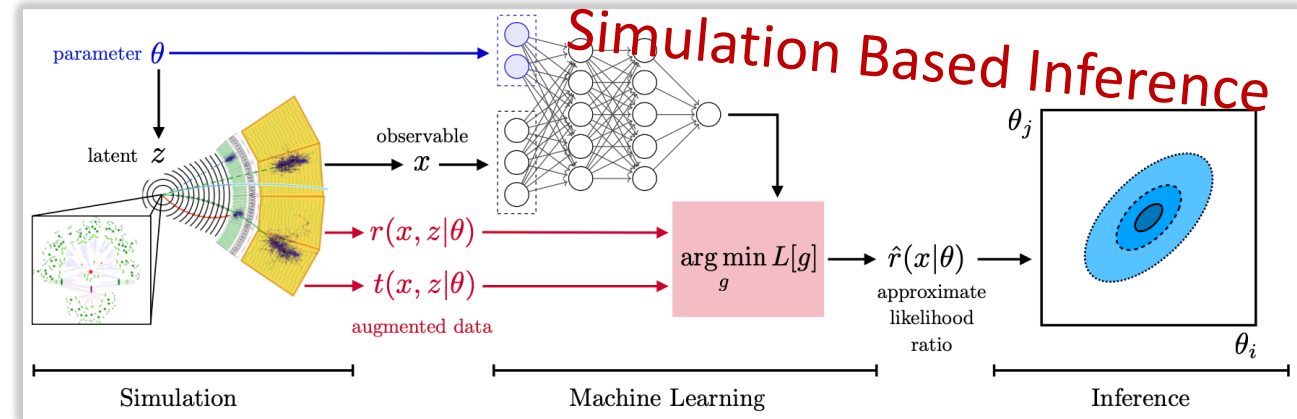 Simulation Based Inference
parameter θ
latent z
observable
x
r(x, z|θ)
t(x, z|θ)
augmented data
arg min L[g]
g
r̂(x|θ)
approximate
likelihood
ratio
θⱼ
θᵢ
Simulation
Machine Learning
Inference